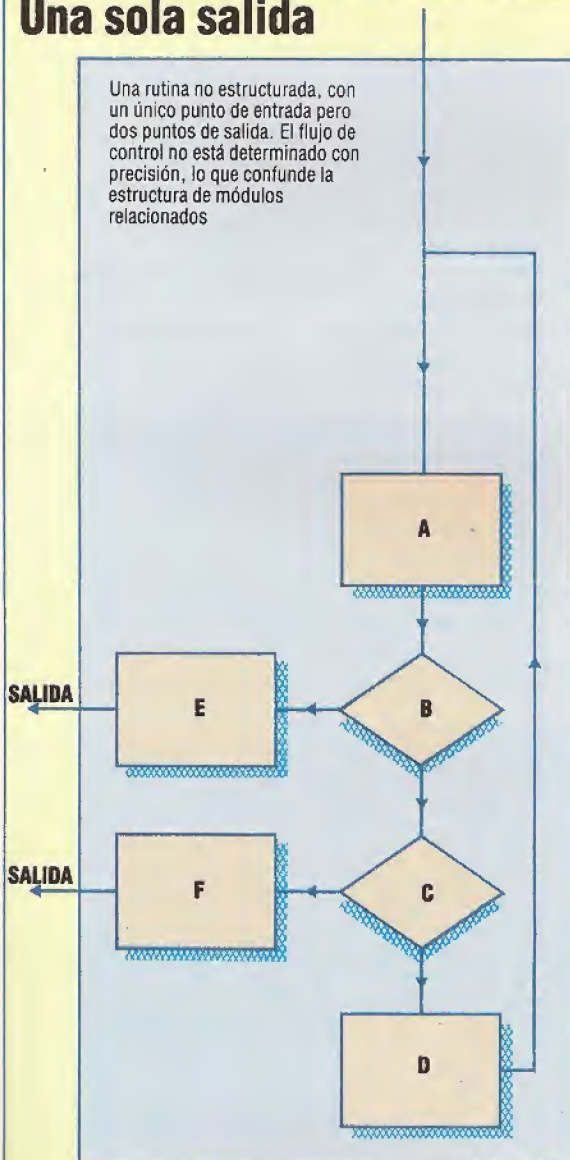 Una sola salida
Una rutina no estructurada, con
un único punto de entrada pero
dos puntos de salida. El flujo de
control no está determinado con
precisión, lo que confunde la
estructura de módulos
relacionados
A
SALIDA
E
B
SALIDA
F
C
D